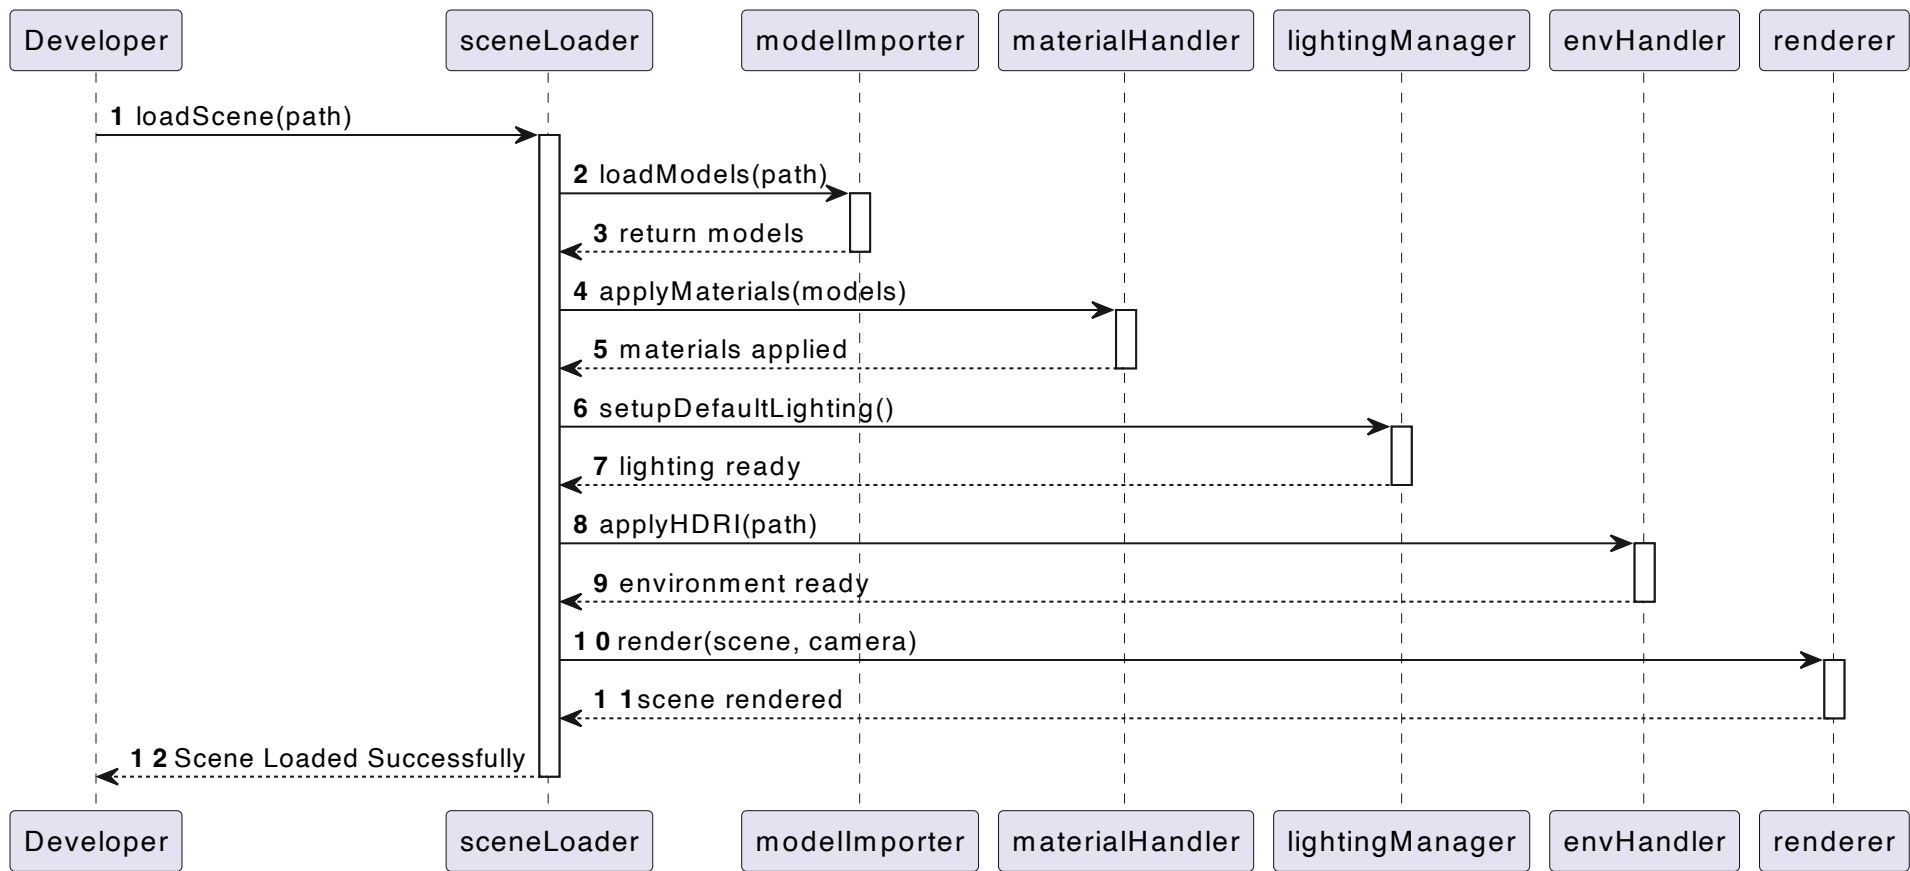 Developer
sceneLoader
modelImporter
materialHandler
lightingManager
envHandler
renderer
1 loadScene(path)
2 loadModels(path)
3 return models
4 applyMaterials(models)
5 materials applied
6 setupDefaultLighting()
7 lighting ready
8 applyHDRI(path)
9 environment ready
10 render(scene, camera)
11 scene rendered
12 Scene Loaded Successfully
Developer
sceneLoader
modelImporter
materialHandler
lightingManager
envHandler
renderer